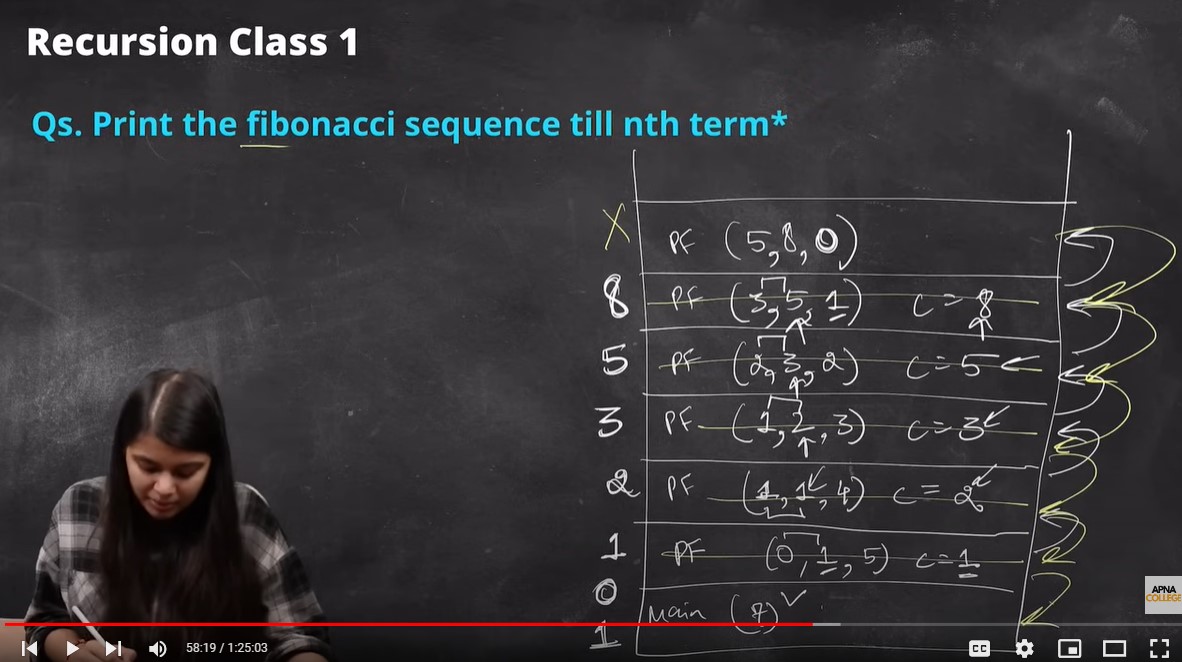 Recursion Class 1
Qs. Print the fibonacci sequence till nth term*
X PF (5,8,0)
8 PF (3,5,1) c=8
5 PF (2,3,2) c=5
3 PF (1,2,3) c=3
2 PF (1,1,4) c=2
1 PF (0,1,5) c=1
0 Main (7)
1
APNA
COLLEGE
58:19 / 1:25:03
CC